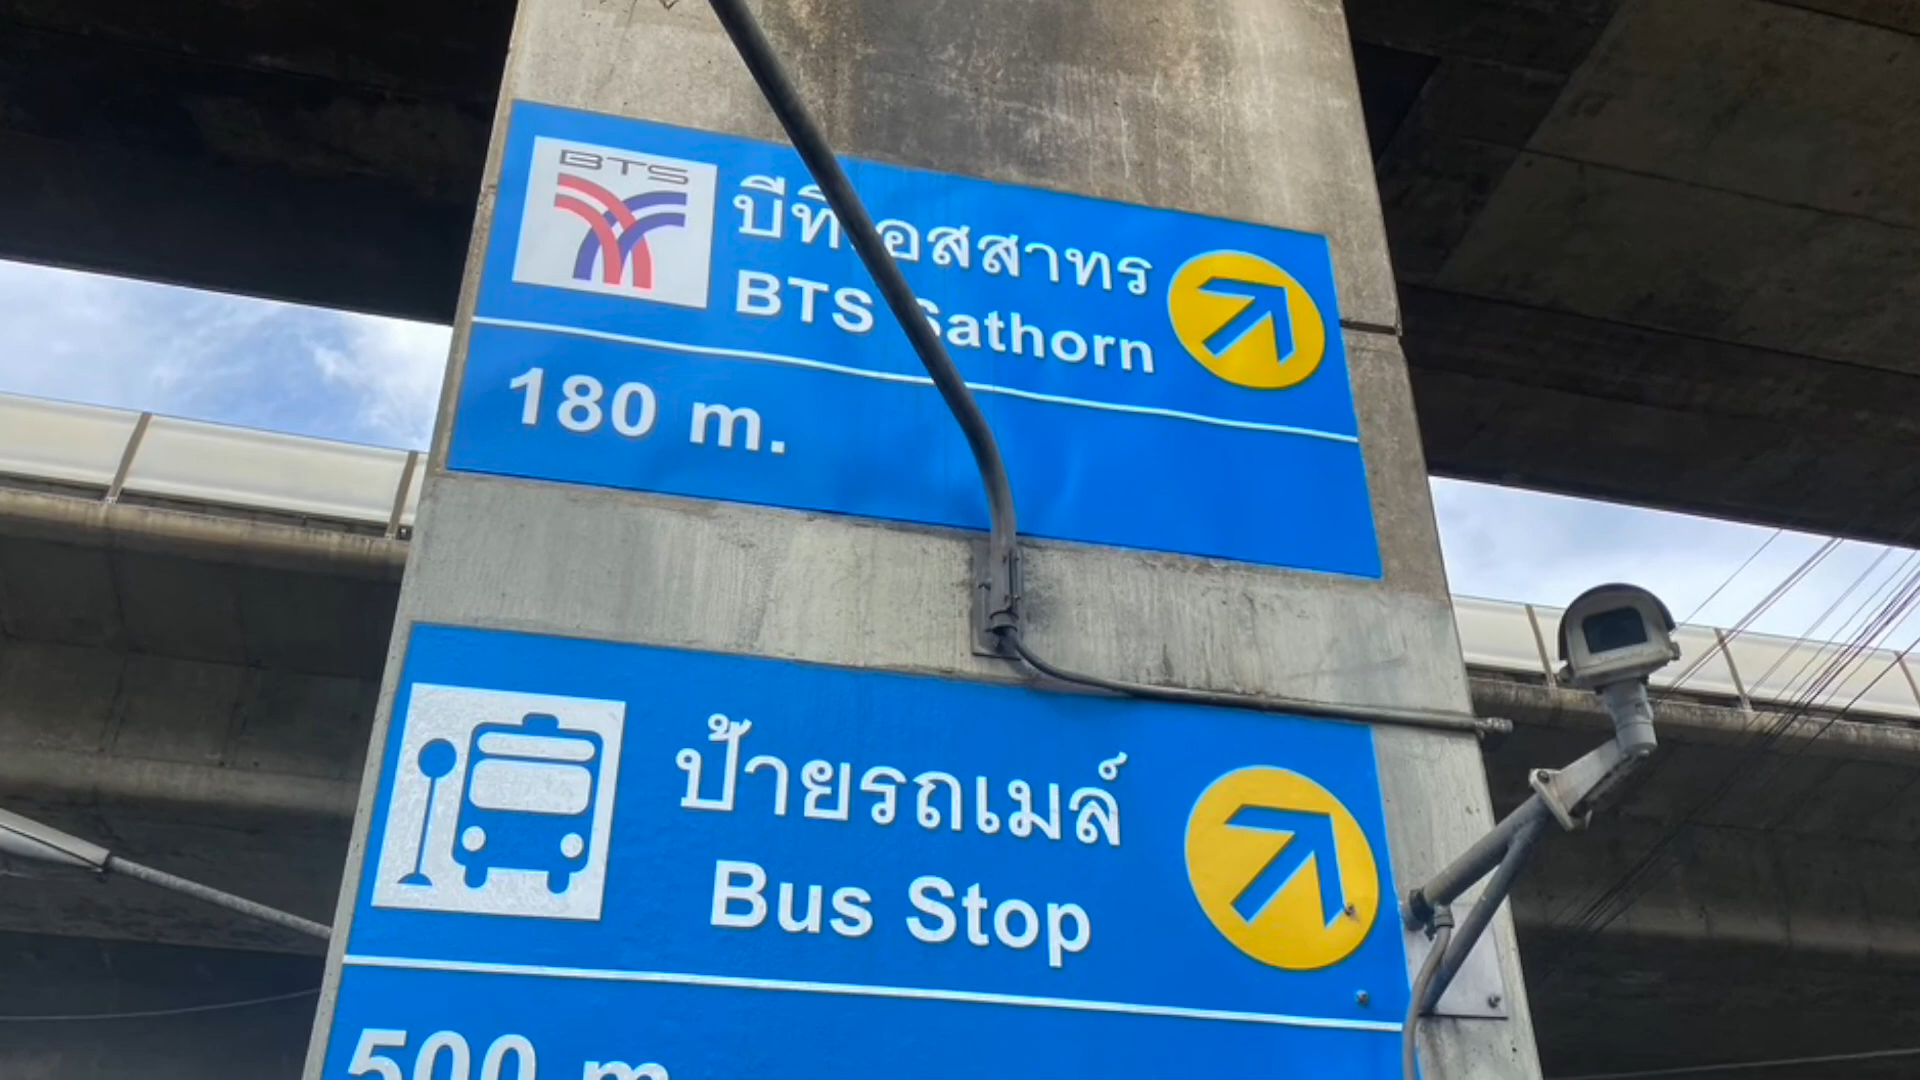 BTS
บีทีเอสสาทร
BTS Sathorn
180 m.
ป้ายรถเมล์
Bus Stop
500 m.